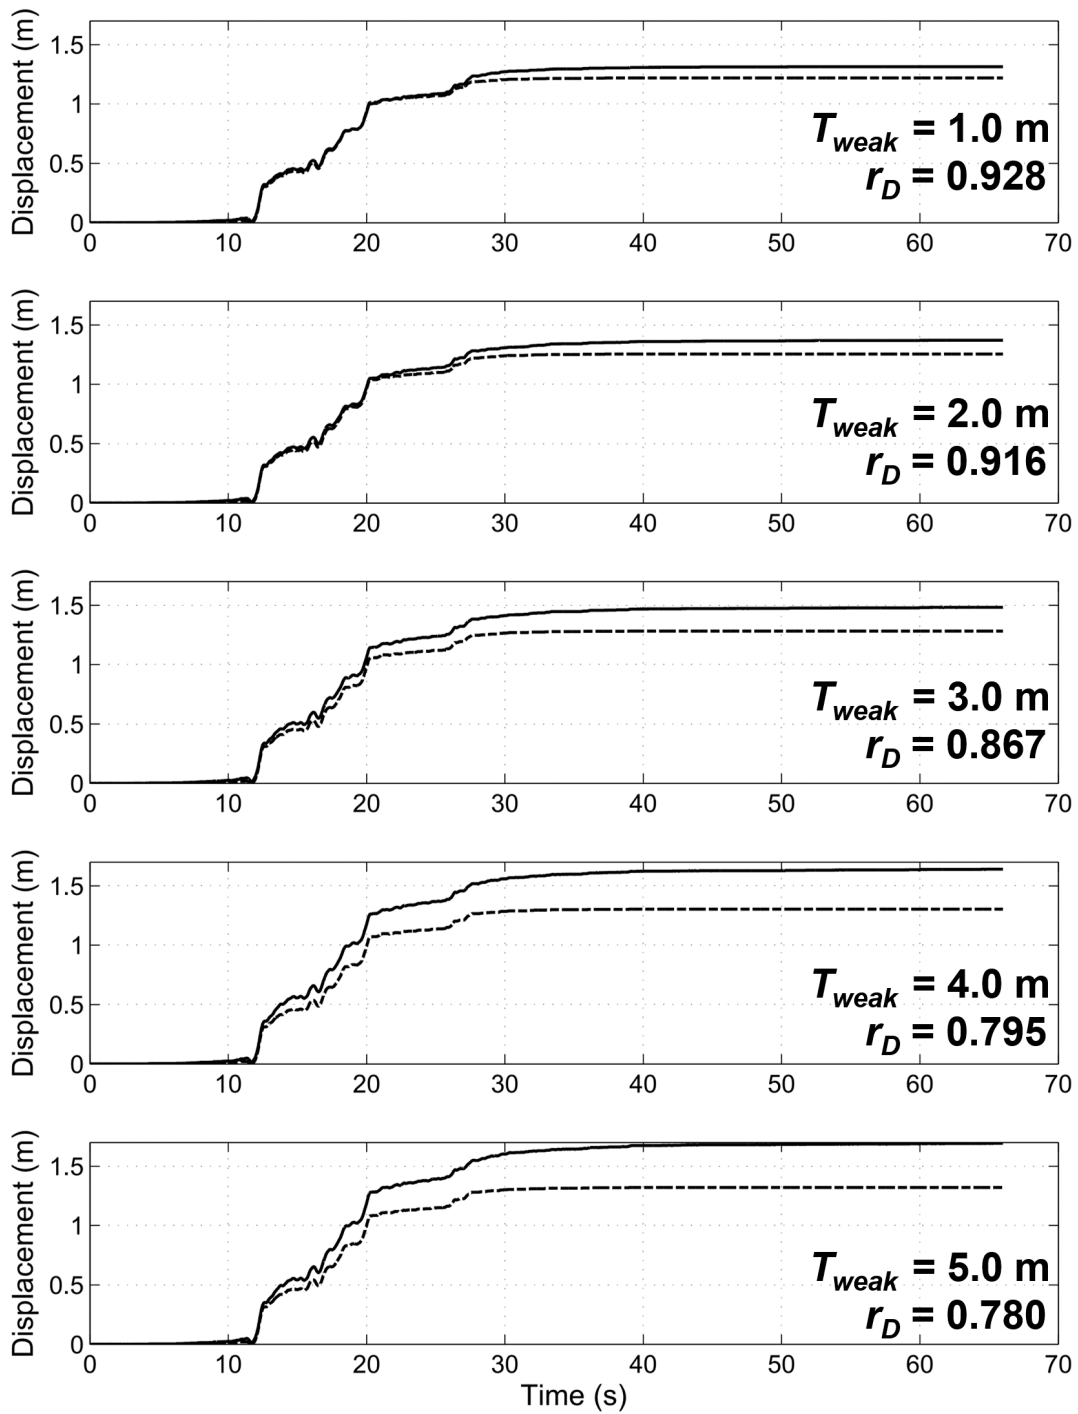 Displacement (m)
1.5
1
0.5
0
T_weak = 1.0 m
r_D = 0.928
0 10 20 30 40 50 60 70
Displacement (m)
1.5
1
0.5
0
T_weak = 2.0 m
r_D = 0.916
0 10 20 30 40 50 60 70
Displacement (m)
1.5
1
0.5
0
T_weak = 3.0 m
r_D = 0.867
0 10 20 30 40 50 60 70
Displacement (m)
1.5
1
0.5
0
T_weak = 4.0 m
r_D = 0.795
0 10 20 30 40 50 60 70
Displacement (m)
1.5
1
0.5
0
T_weak = 5.0 m
r_D = 0.780
0 10 20 30 40 50 60 70
Time (s)